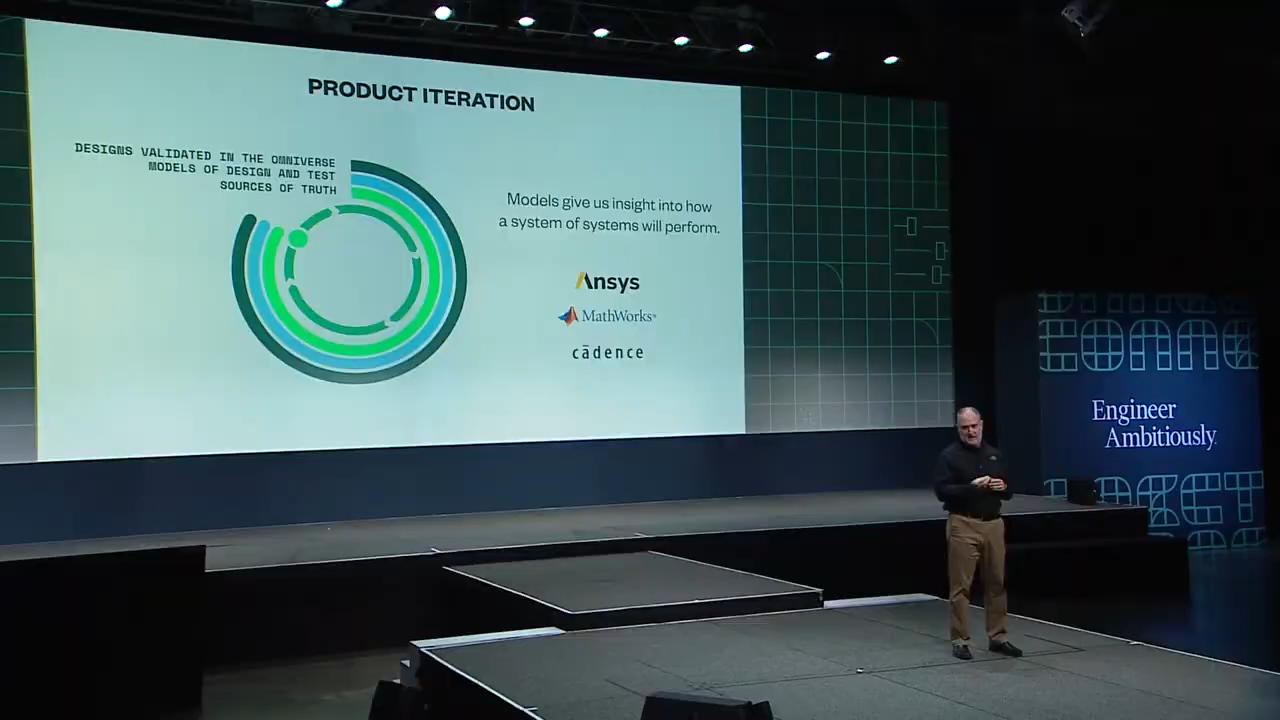 PRODUCT ITERATION
DESIGNS VALIDATED IN THE OMNIVERSE
MODELS OF DESIGN AND TEST
SOURCES OF TRUTH
Models give us insight into how
a system of systems will perform.
Ansys
MathWorks
cādence
Engineer
Ambitiously